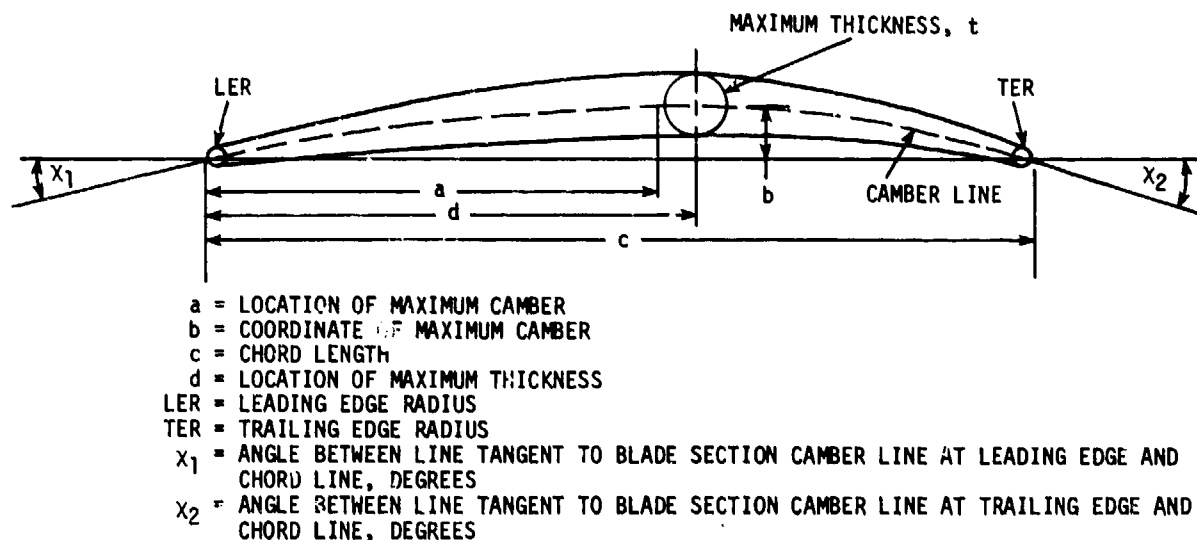 MAXIMUM THICKNESS, t
LER
TER
X1
a
b
CAMBER LINE
X2
d
c
a = LOCATION OF MAXIMUM CAMBER
b = COORDINATE OF MAXIMUM CAMBER
c = CHORD LENGTH
d = LOCATION OF MAXIMUM THICKNESS
LER = LEADING EDGE RADIUS
TER = TRAILING EDGE RADIUS
X1 = ANGLE BETWEEN LINE TANGENT TO BLADE SECTION CAMBER LINE AT LEADING EDGE AND
CHORD LINE, DEGREES
X2 = ANGLE BETWEEN LINE TANGENT TO BLADE SECTION CAMBER LINE AT TRAILING EDGE AND
CHORD LINE, DEGREES